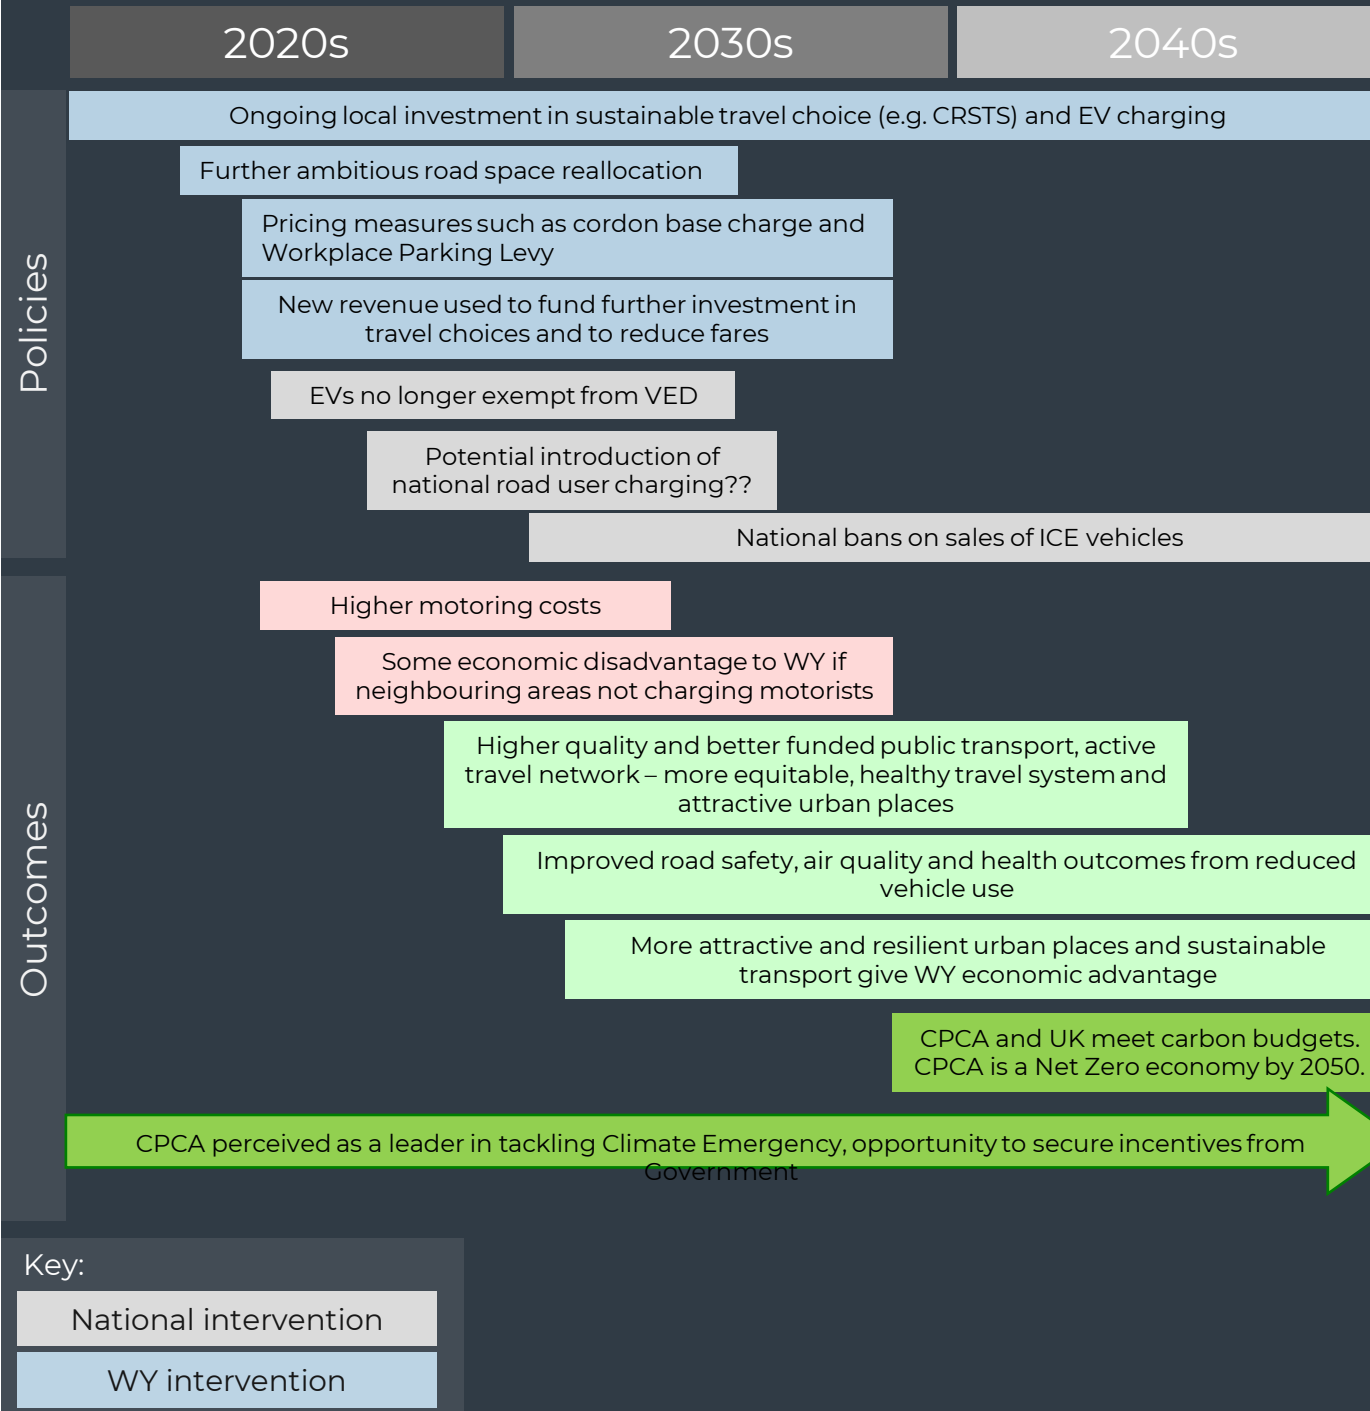 2020s
2030s
2040s
Policies
Ongoing local investment in sustainable travel choice (e.g. CRSTS) and EV charging
Further ambitious road space reallocation
Pricing measures such as cordon base charge and
Workplace Parking Levy
New revenue used to fund further investment in
travel choices and to reduce fares
EVs no longer exempt from VED
Potential introduction of
national road user charging??
National bans on sales of ICE vehicles
Outcomes
Higher motoring costs
Some economic disadvantage to WY if
neighbouring areas not charging motorists
Higher quality and better funded public transport, active
travel network – more equitable, healthy travel system and
attractive urban places
Improved road safety, air quality and health outcomes from reduced
vehicle use
More attractive and resilient urban places and sustainable
transport give WY economic advantage
CPCA and UK meet carbon budgets.
CPCA is a Net Zero economy by 2050.
CPCA perceived as a leader in tackling Climate Emergency, opportunity to secure incentives from
Government
Key:
National intervention
WY intervention